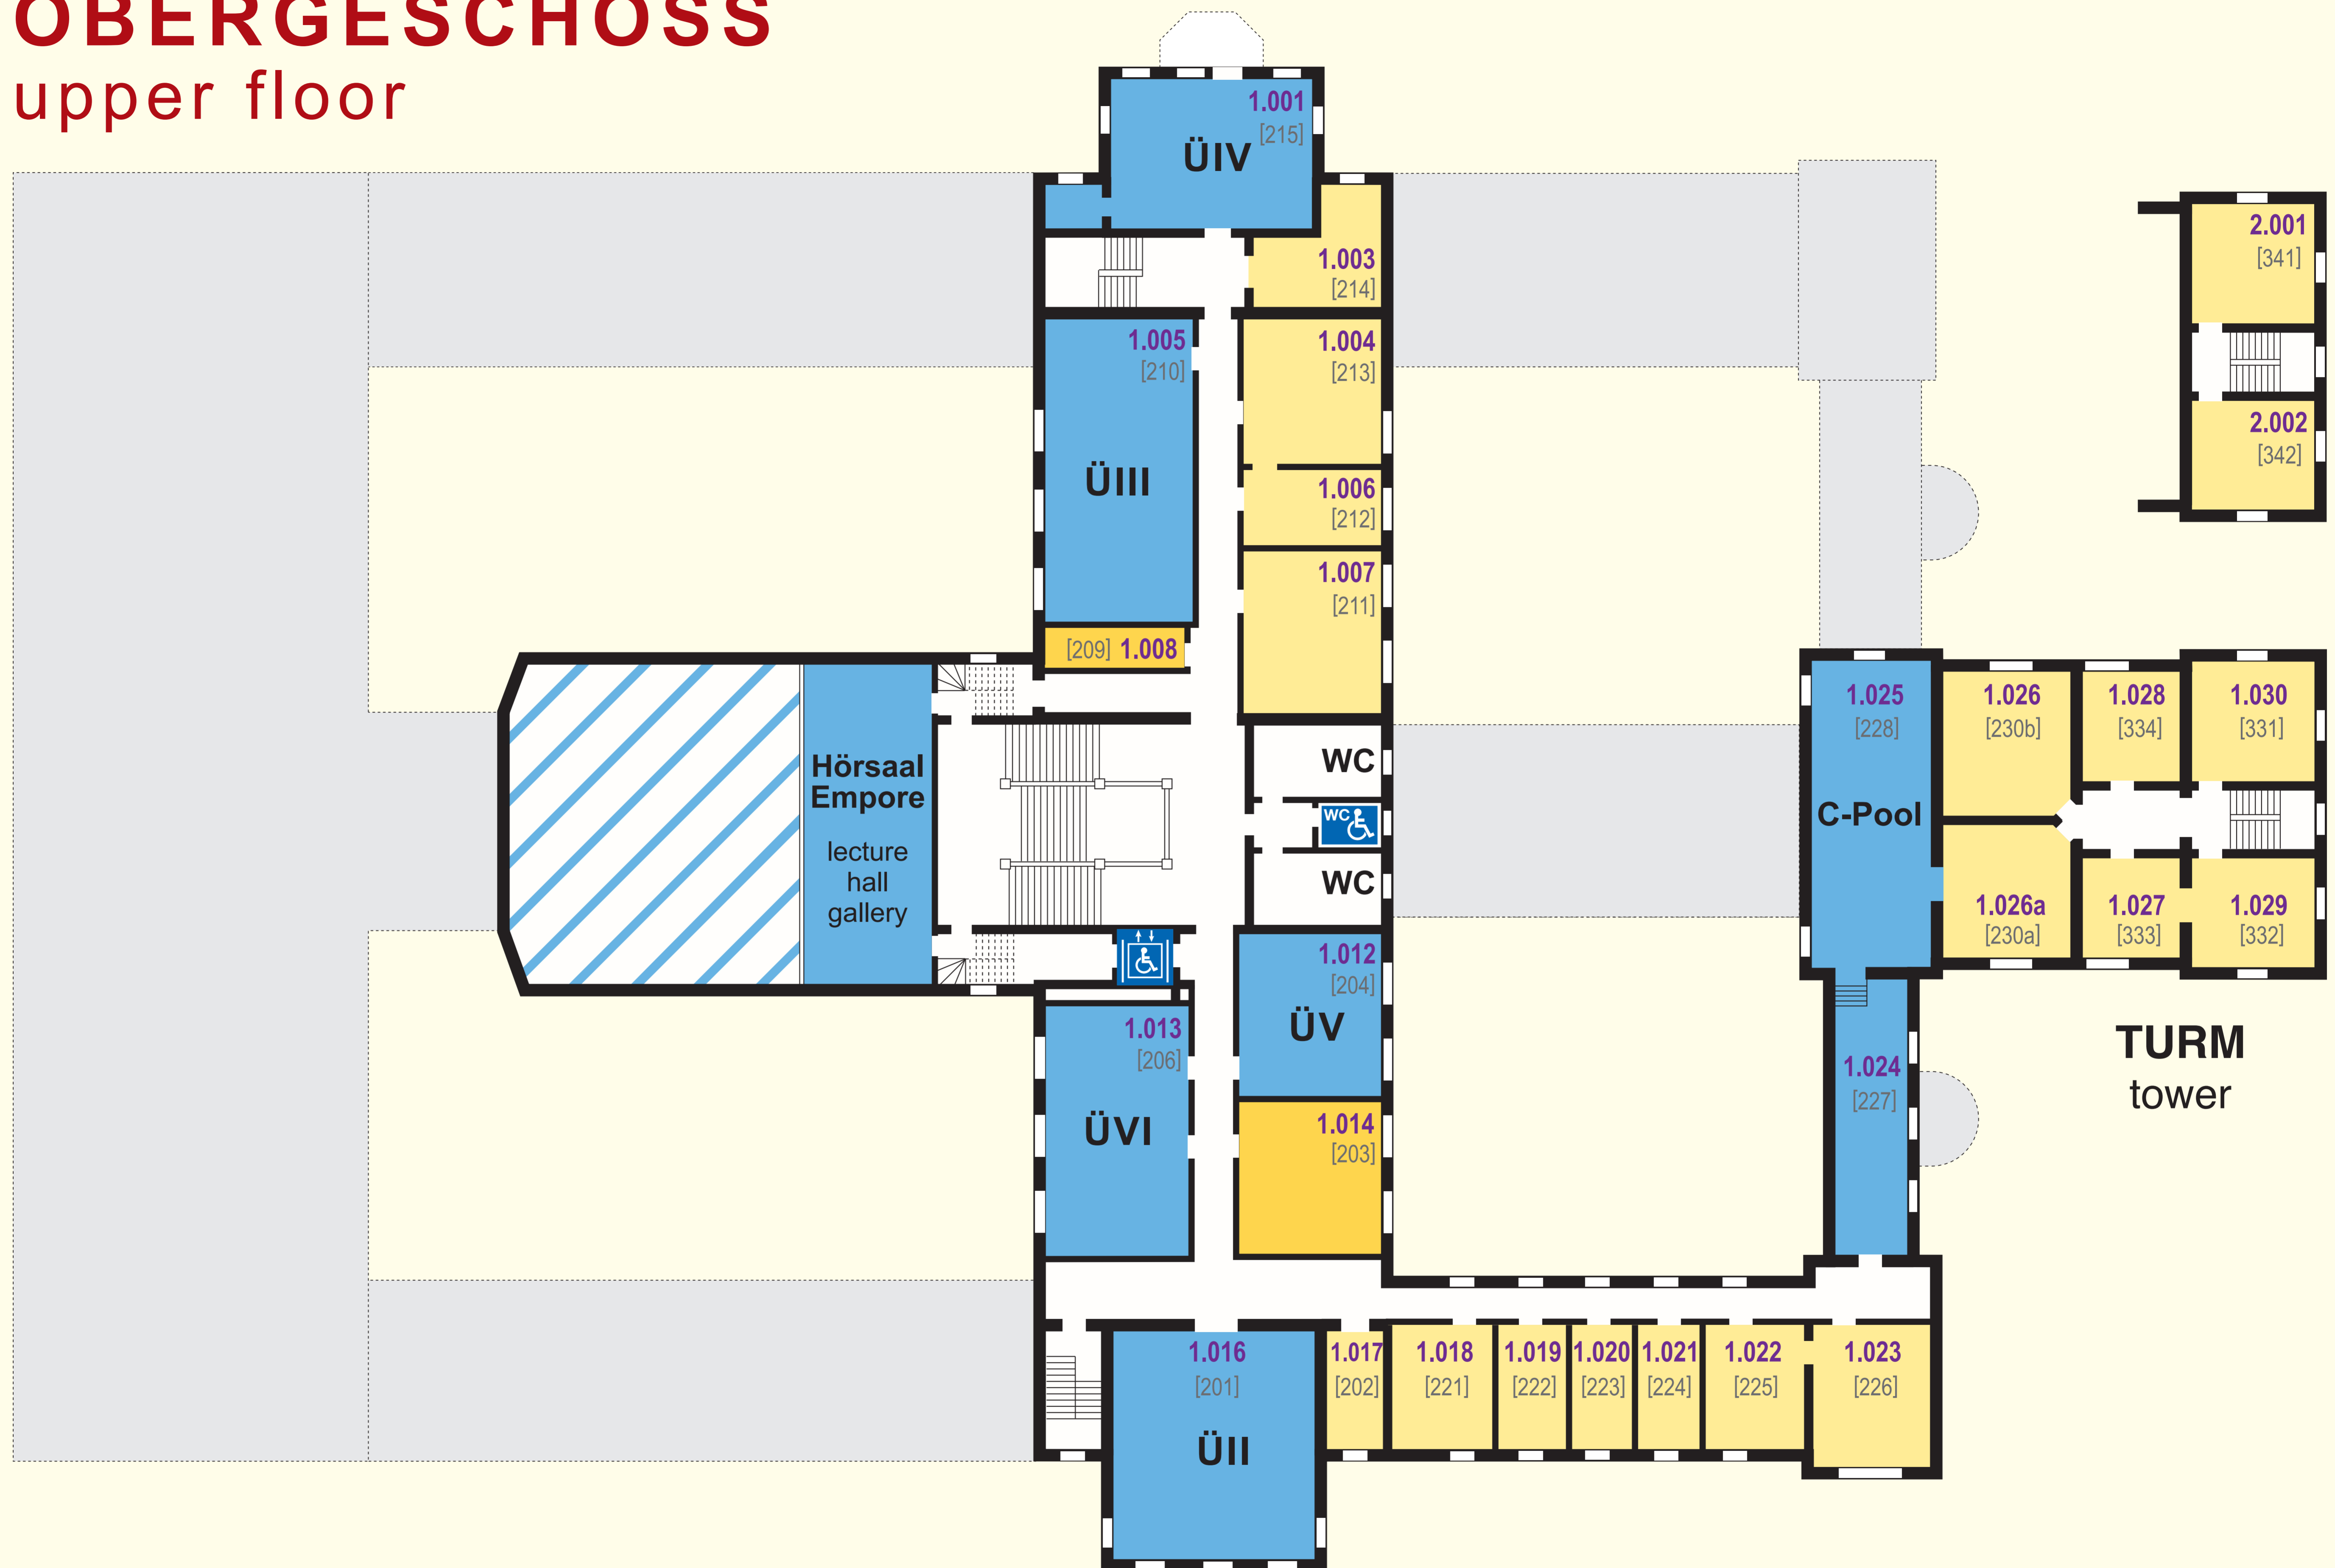 OBERGESCHOSS
upper floor
1.001
[215]
ÜIV
1.003
[214]
1.005
[210]
ÜIII
1.004
[213]
1.006
[212]
1.007
[211]
[209] 1.008
Hörsaal
Empore
lecture
hall
gallery
WC
WC
WC
1.012
[204]
ÜV
1.013
[206]
ÜVI
1.014
[203]
1.016
[201]
ÜII
1.017
[202]
1.018
[221]
1.019
[222]
1.020
[223]
1.021
[224]
1.022
[225]
1.023
[226]
1.024
[227]
1.025
[228]
C-Pool
1.026
[230b]
1.026a
[230a]
1.028
[334]
1.027
[333]
1.030
[331]
1.029
[332]
2.001
[341]
2.002
[342]
TURM
tower